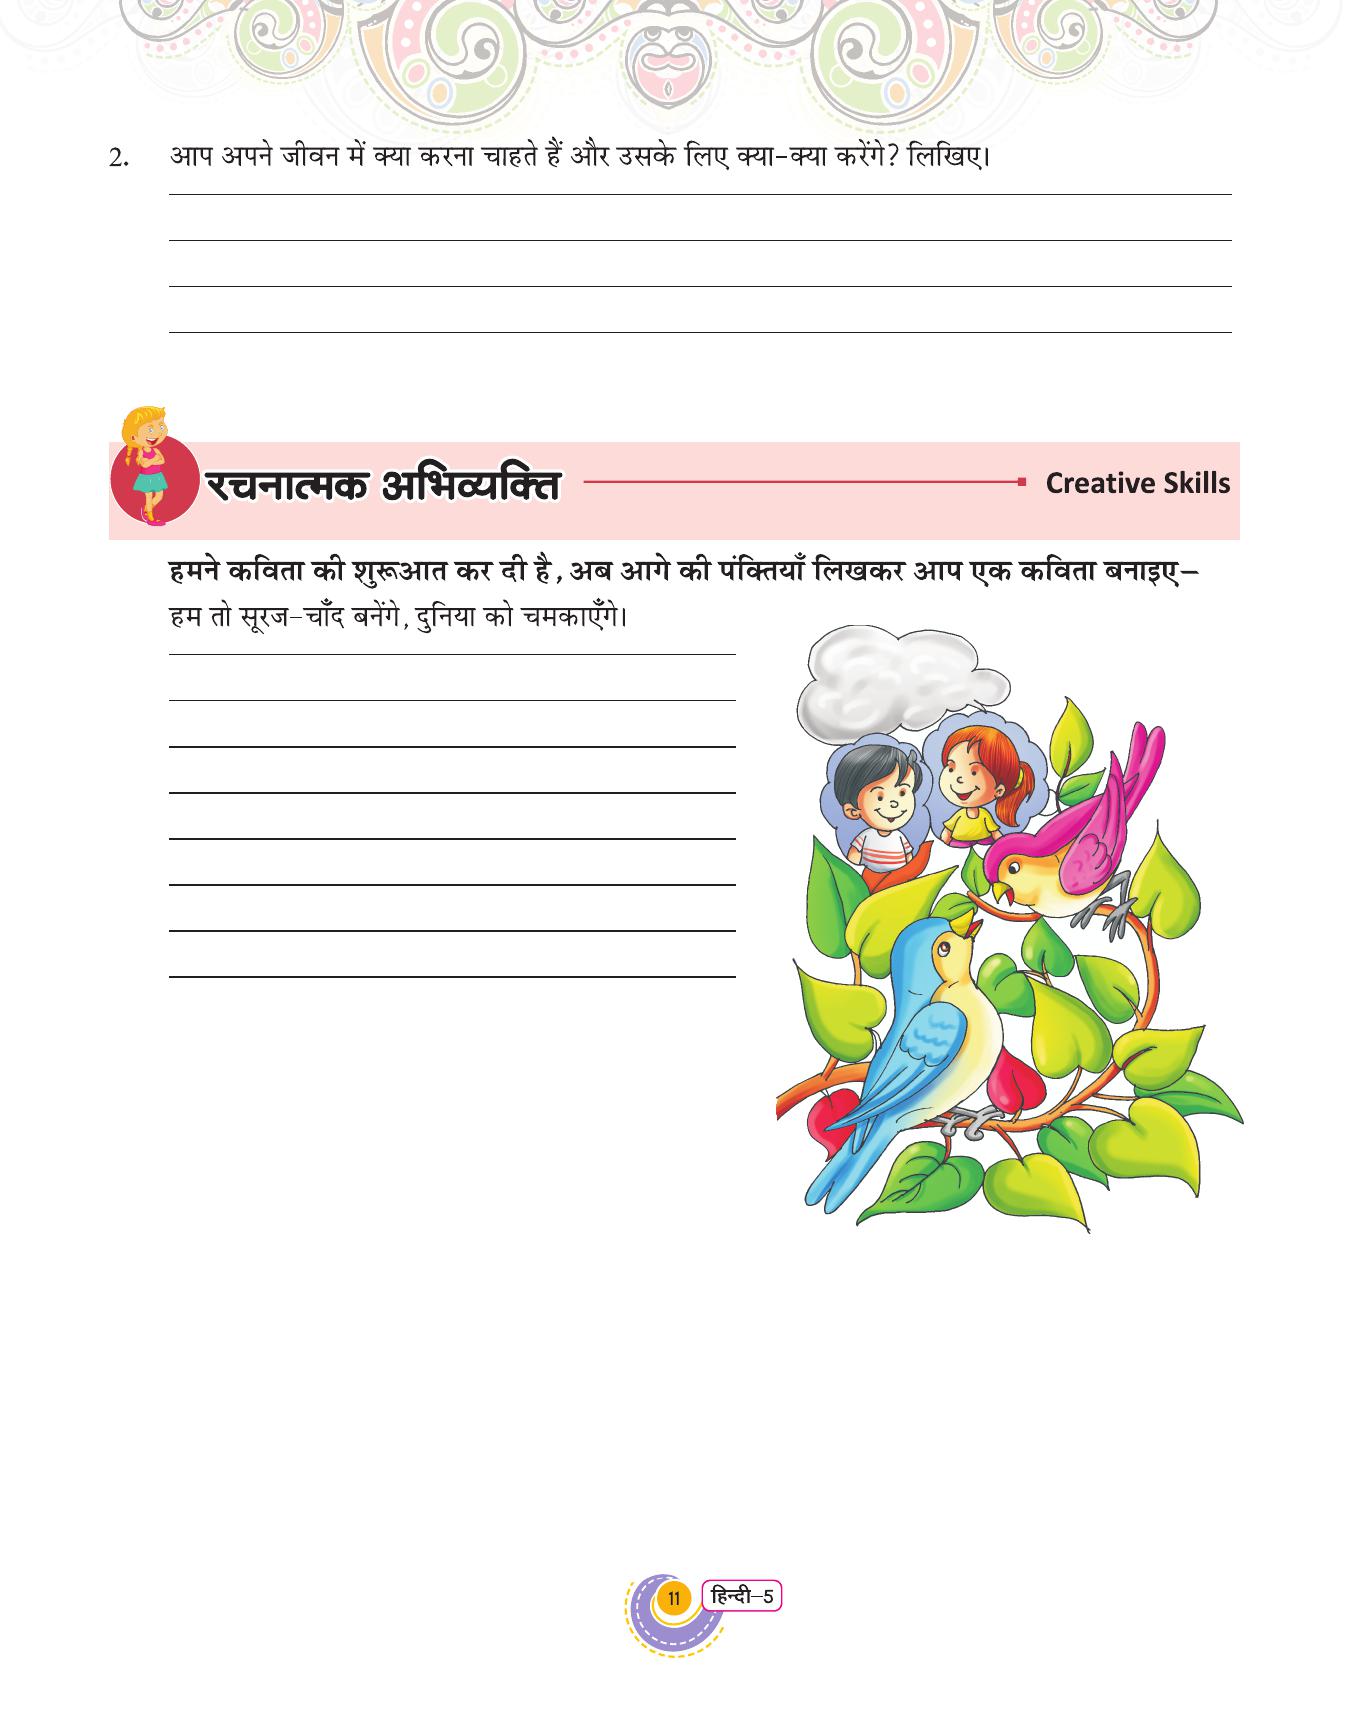 2. आप अपने जीवन में क्या करना चाहते हैं और उसके लिए क्या-क्या करेंगे? लिखिए।
रचनात्मक अभिव्यक्ति Creative Skills
हमने कविता की शुरूआत कर दी है, अब आगे की पंक्तियाँ लिखकर आप एक कविता बनाइए–
हम तो सूरज-चाँद बनेंगे, दुनिया को चमकाएँगे।
11 हिन्दी–5